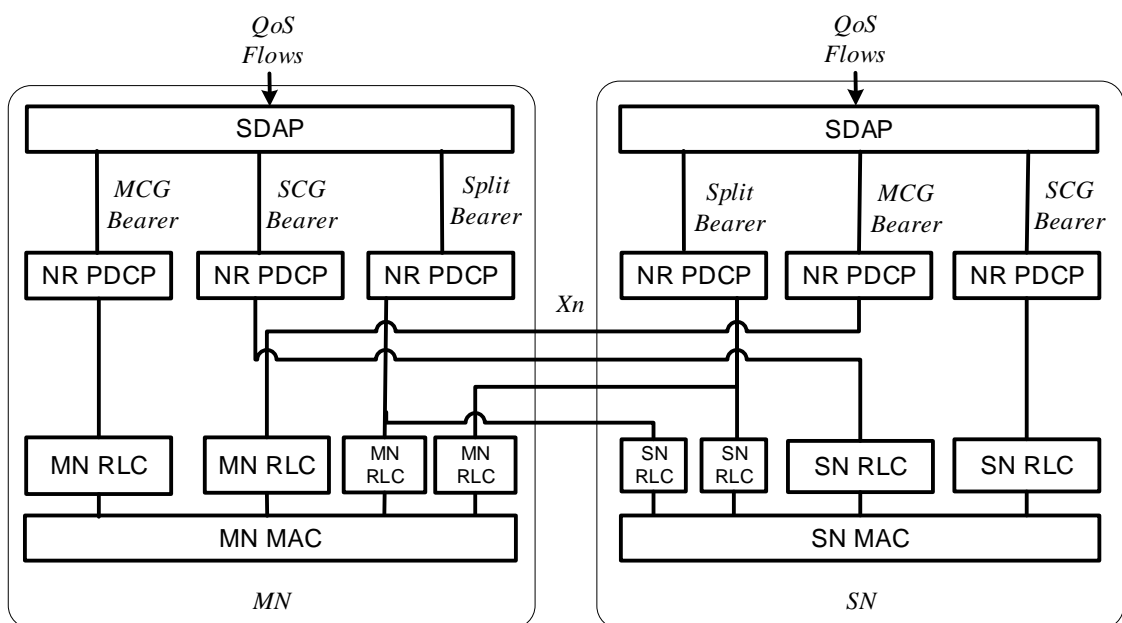 QoS
Flows
QoS
Flows
SDAP
SDAP
MCG
Bearer
SCG
Bearer
Split
Bearer
Split
Bearer
MCG
Bearer
SCG
Bearer
NR PDCP
NR PDCP
NR PDCP
NR PDCP
NR PDCP
NR PDCP
Xn
MN RLC
MN RLC
MN
RLC
MN
RLC
SN
RLC
SN
RLC
SN RLC
SN RLC
MN MAC
SN MAC
MN
SN